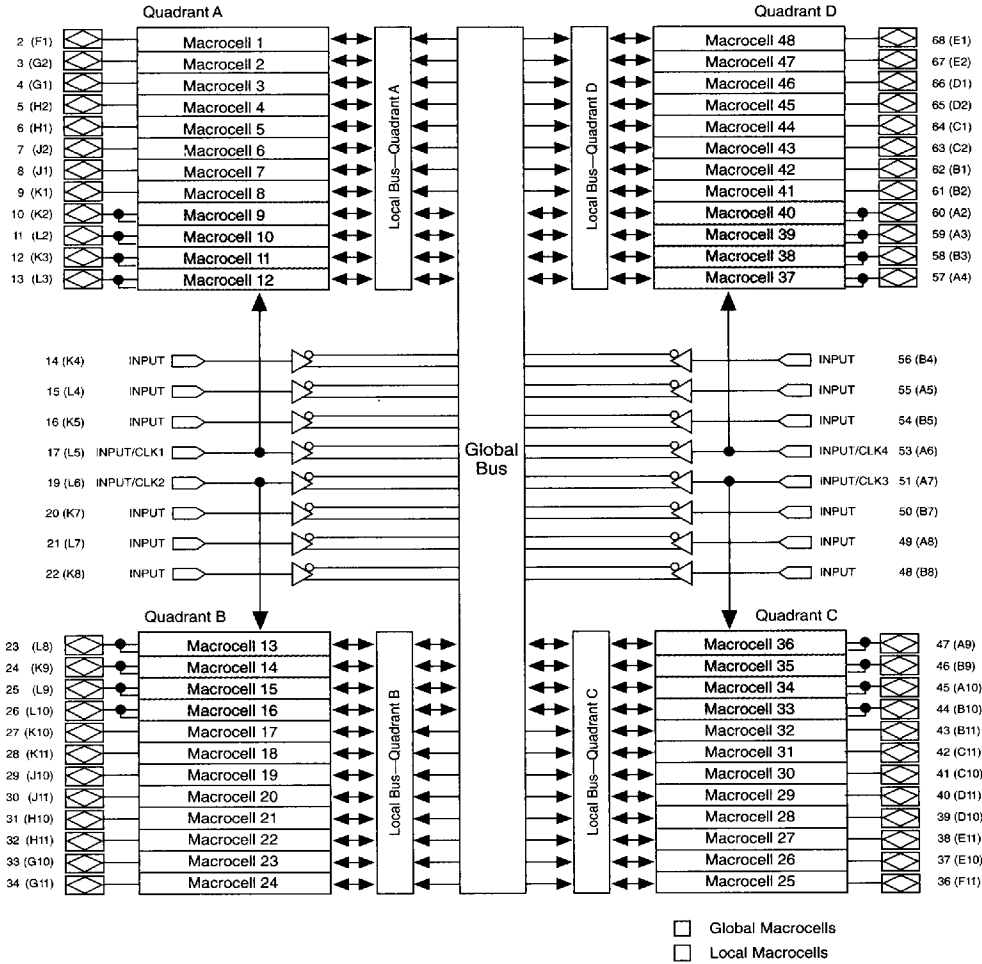 Quadrant A
Quadrant D
2 (F1) Macrocell 1 Macrocell 48 68 (E1)
3 (G2) Macrocell 2 Macrocell 47 67 (E2)
4 (G1) Macrocell 3 Macrocell 46 66 (D1)
5 (H2) Macrocell 4 Macrocell 45 65 (D2)
6 (H1) Macrocell 5 Macrocell 44 64 (C1)
7 (J2) Macrocell 6 Macrocell 43 63 (C2)
8 (J1) Macrocell 7 Macrocell 42 62 (B1)
9 (K1) Macrocell 8 Macrocell 41 61 (B2)
10 (K2) Macrocell 9 Macrocell 40 60 (A2)
11 (L2) Macrocell 10 Macrocell 39 59 (A3)
12 (K3) Macrocell 11 Macrocell 38 58 (B3)
13 (L3) Macrocell 12 Macrocell 37 57 (A4)
Local Bus—Quadrant A
Local Bus—Quadrant D
14 (K4) INPUT INPUT 56 (B4)
15 (L4) INPUT INPUT 55 (A5)
16 (K5) INPUT INPUT 54 (B5)
17 (L5) INPUT/CLK1 INPUT/CLK4 53 (A6)
Global
Bus
19 (L6) INPUT/CLK2 INPUT/CLK3 51 (A7)
20 (K7) INPUT INPUT 50 (B7)
21 (L7) INPUT INPUT 49 (A8)
22 (K8) INPUT INPUT 48 (B8)
Quadrant B
Quadrant C
23 (L8) Macrocell 13 Macrocell 36 47 (A9)
24 (K9) Macrocell 14 Macrocell 35 46 (B9)
25 (L9) Macrocell 15 Macrocell 34 45 (A10)
26 (L10) Macrocell 16 Macrocell 33 44 (B10)
27 (K10) Macrocell 17 Macrocell 32 43 (B11)
28 (K11) Macrocell 18 Macrocell 31 42 (C11)
29 (J10) Macrocell 19 Macrocell 30 41 (C10)
30 (J11) Macrocell 20 Macrocell 29 40 (D11)
31 (H10) Macrocell 21 Macrocell 28 39 (D10)
32 (H11) Macrocell 22 Macrocell 27 38 (E11)
33 (G10) Macrocell 23 Macrocell 26 37 (E10)
34 (G11) Macrocell 24 Macrocell 25 36 (F11)
Local Bus—Quadrant B
Local Bus—Quadrant C
Global Macrocells
Local Macrocells